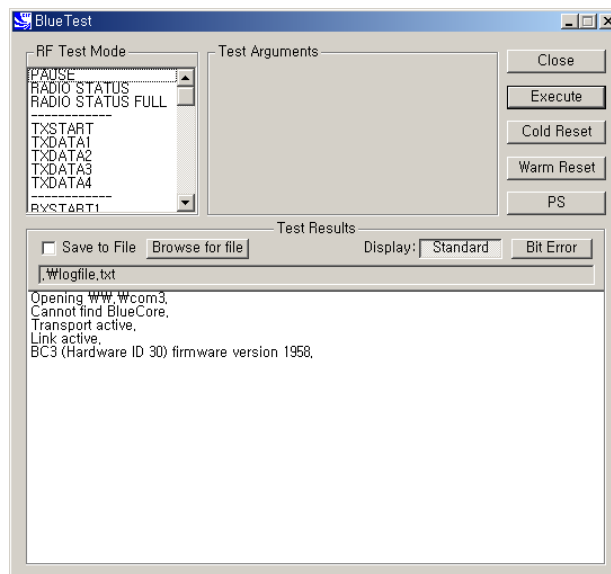 BlueTest
RF Test Mode
PAUSE
RADIO STATUS
RADIO STATUS FULL
------------
TXSTART
TXDATA1
TXDATA2
TXDATA3
TXDATA4
------------
RXSTART1
Test Arguments
Close
Execute
Cold Reset
Warm Reset
PS
Test Results
Save to File Browse for file Display: Standard Bit Error
.₩logfile.txt
Opening ₩₩.₩com3.
Cannot find BlueCore.
Transport active.
Link active.
BC3 (Hardware ID 30) firmware version 1958.